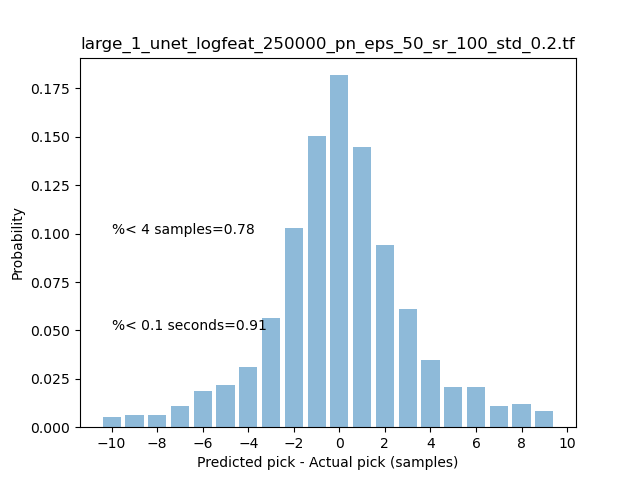 large_1_unet_logfeat_250000_pn_eps_50_sr_100_std_0.2.tf
0.175
0.150
0.125
0.100
0.075
0.050
0.025
0.000
Probability
%< 4 samples=0.78
%< 0.1 seconds=0.91
−10 −8 −6 −4 −2 0 2 4 6 8 10
Predicted pick - Actual pick (samples)